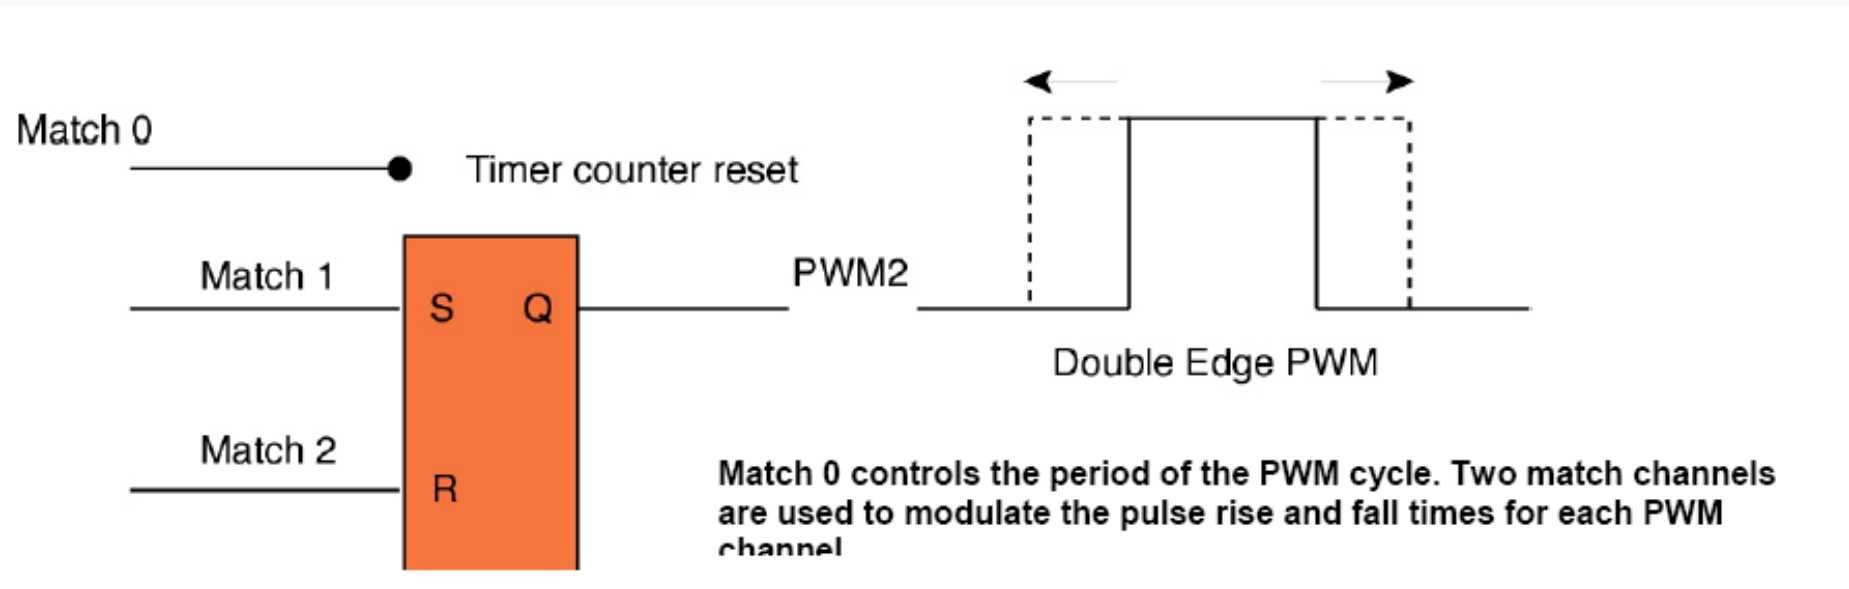 Match 0
Timer counter reset
Match 1
S Q
PWM2
Double Edge PWM
Match 2
R
Match 0 controls the period of the PWM cycle. Two match channels
are used to modulate the pulse rise and fall times for each PWM
channel